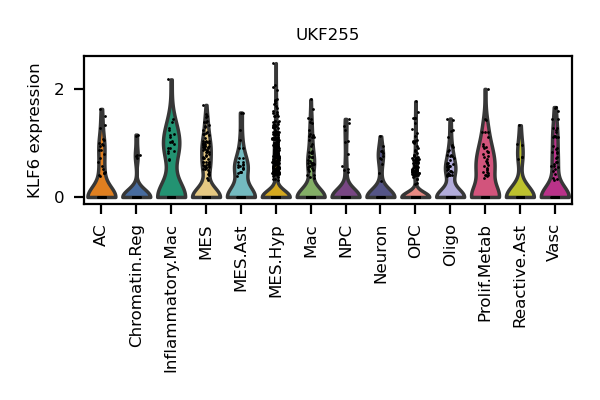 UKF255
KLF6 expression
2
0
AC
Chromatin.Reg
Inflammatory.Mac
MES
MES.Ast
MES.Hyp
Mac
NPC
Neuron
OPC
Oligo
Prolif.Metab
Reactive.Ast
Vasc